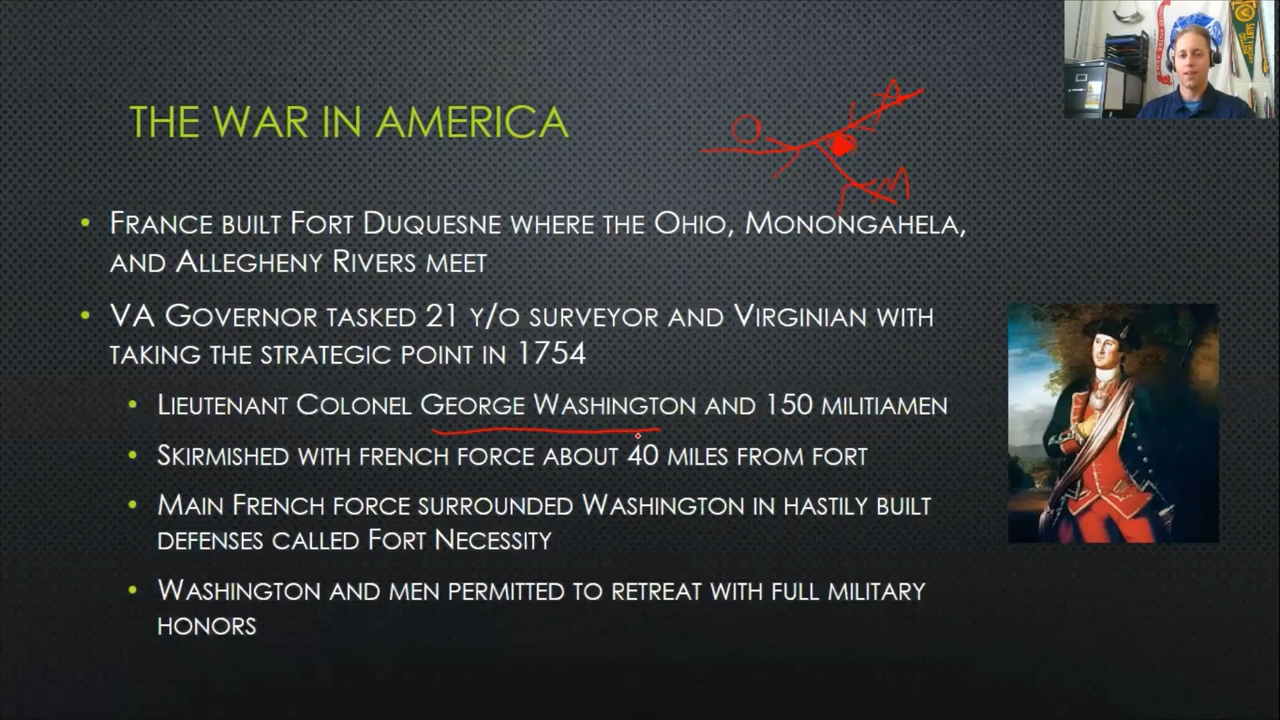 THE WAR IN AMERICA
O
A
M
• FRANCE BUILT FORT DUQUESNE WHERE THE OHIO, MONONGAHELA,
AND ALLEGHENY RIVERS MEET
• VA GOVERNOR TASKED 21 Y/O SURVEYOR AND VIRGINIAN WITH
TAKING THE STRATEGIC POINT IN 1754
• LIEUTENANT COLONEL GEORGE WASHINGTON AND 150 MILITIAMEN
• SKIRMISHED WITH FRENCH FORCE ABOUT 40 MILES FROM FORT
• MAIN FRENCH FORCE SURROUNDED WASHINGTON IN HASTILY BUILT
DEFENSES CALLED FORT NECESSITY
• WASHINGTON AND MEN PERMITTED TO RETREAT WITH FULL MILITARY
HONORS